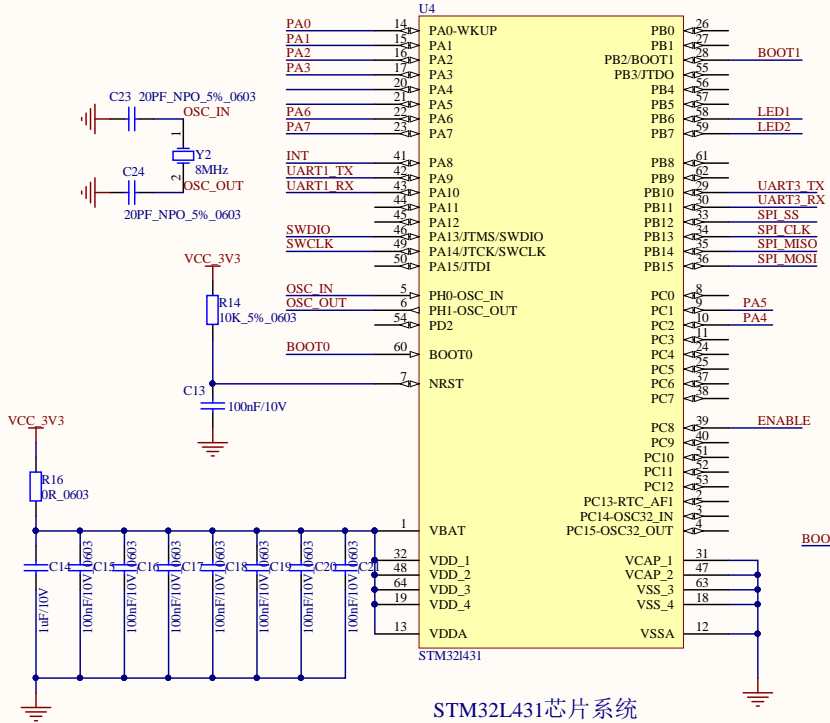 U4
PA0 14 PA0-WKUP PB0 26
PA1 15 PA1 PB1 27
PA2 16 PA2 PB2/BOOT1 28 BOOT1
PA3 17 PA3 PB3/JTDO 55
20 PA4 PB4 56
21 PA5 PB5 57
PA6 22 PA6 PB6 58 LED1
PA7 23 PA7 PB7 59 LED2
INT 41 PA8 PB8 61
UART1_TX 42 PA9 PB9 62
UART1_RX 43 PA10 PB10 29 UART3_TX
44 PA11 PB11 30 UART3_RX
45 PA12 PB12 33 SPI_SS
SWDIO 46 PA13/JTMS/SWDIO PB13 34 SPI_CLK
SWCLK 49 PA14/JTCK/SWCLK PB14 35 SPI_MISO
50 PA15/JTDI PB15 36 SPI_MOSI
OSC_IN 5 PH0-OSC_IN PC0 8
OSC_OUT 6 PH1-OSC_OUT PC1 9 PA5
54 PD2 PC2 10 PA4
PC3 11
BOOT0 60 BOOT0 PC4 24
PC5 25
7 NRST PC6 37
PC7 38
PC8 39 ENABLE
PC9 40
PC10 51
PC11 52
PC12 53
PC13-RTC_AF1 2
PC14-OSC32_IN 3
1 VBAT PC15-OSC32_OUT 4
32 VDD_1 VCAP_1 31
48 VDD_2 VCAP_2 47
64 VDD_3 VSS_3 63
19 VDD_4 VSS_4 18
13 VDDA VSSA 12
STM32l431
C23 20PF_NPO_5%_0603
OSC_IN
1
Y2
8MHz
2
OSC_OUT
C24
20PF_NPO_5%_0603
VCC_3V3
R14
10K_5%_0603
C13
100nF/10V
VCC_3V3
R16
0R_0603
C14 C15 C16 C17 C18 C19 C20 C21
1uF/10V
100nF/10V_0603
100nF/10V_0603
100nF/10V_0603
100nF/10V_0603
100nF/10V_0603
100nF/10V_0603
100nF/10V_0603
BOO
STM32L431芯片系统